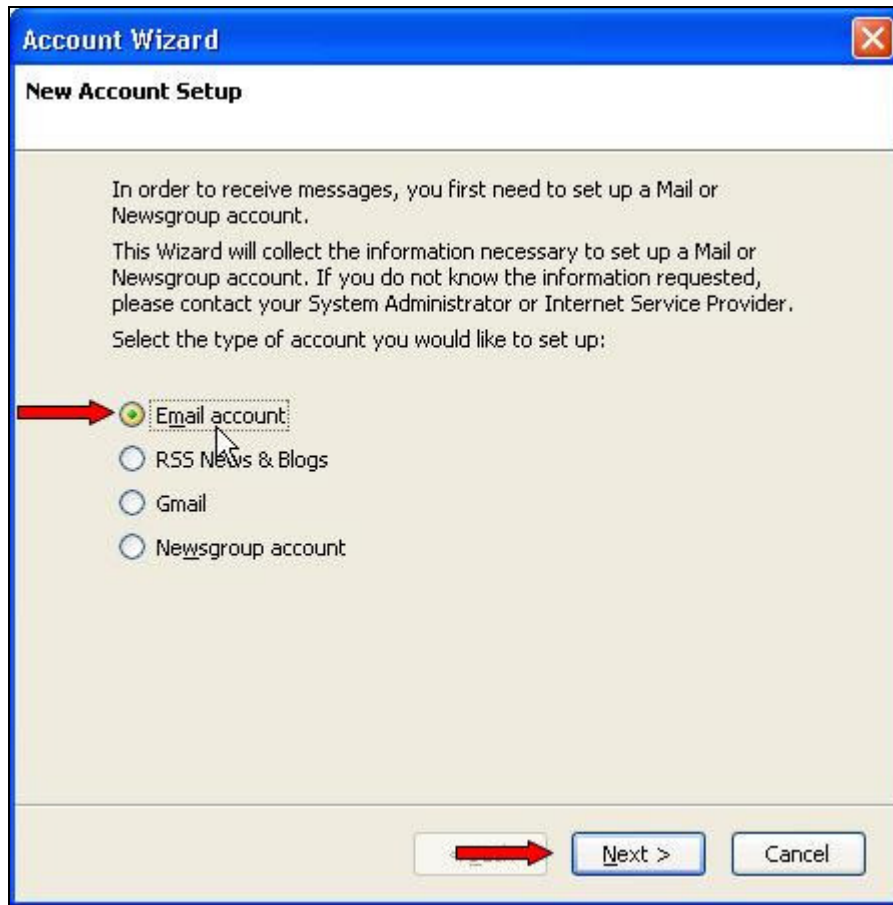 Account Wizard
New Account Setup
In order to receive messages, you first need to set up a Mail or
Newsgroup account.
This Wizard will collect the information necessary to set up a Mail or
Newsgroup account. If you do not know the information requested,
please contact your System Administrator or Internet Service Provider.
Select the type of account you would like to set up:
Email account
RSS News & Blogs
Gmail
Newsgroup account
Next >
Cancel